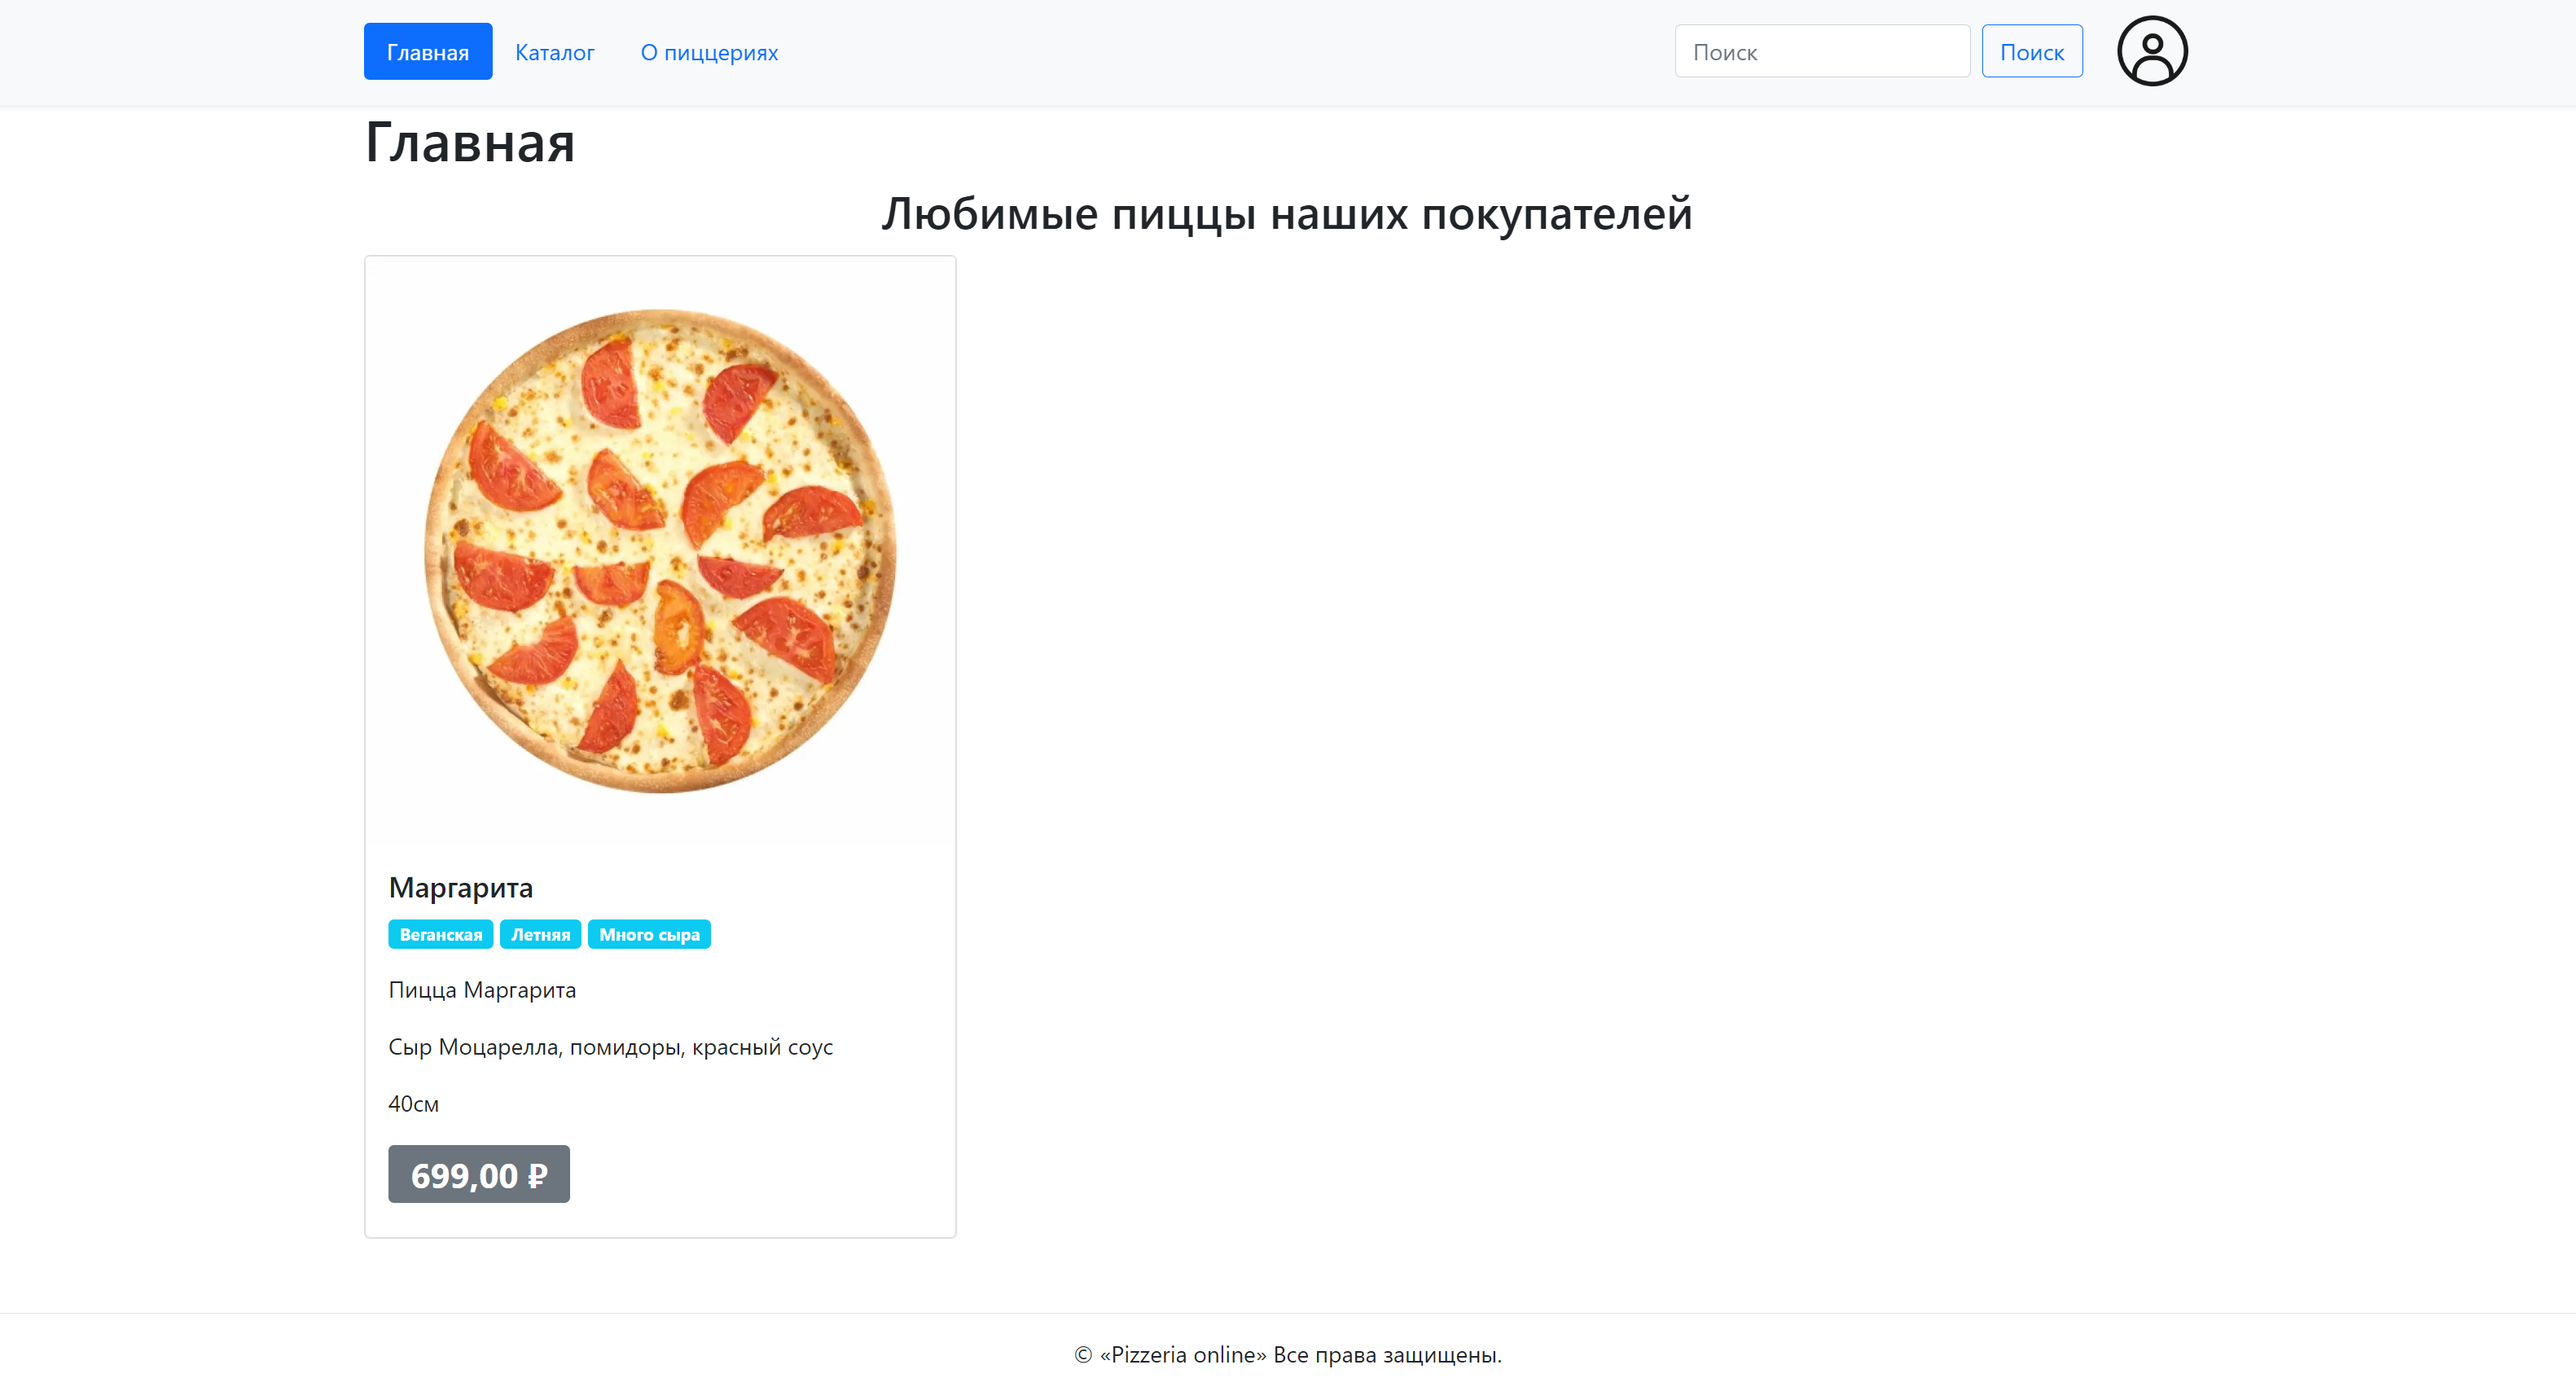 Главная Каталог О пиццериях Поиск Поиск
Главная
Любимые пиццы наших покупателей
Маргарита
Веганская Летняя Много сыра
Пицца Маргарита
Сыр Моцарелла, помидоры, красный соус
40см
699,00 ₽
© «Pizzeria online» Все права защищены.